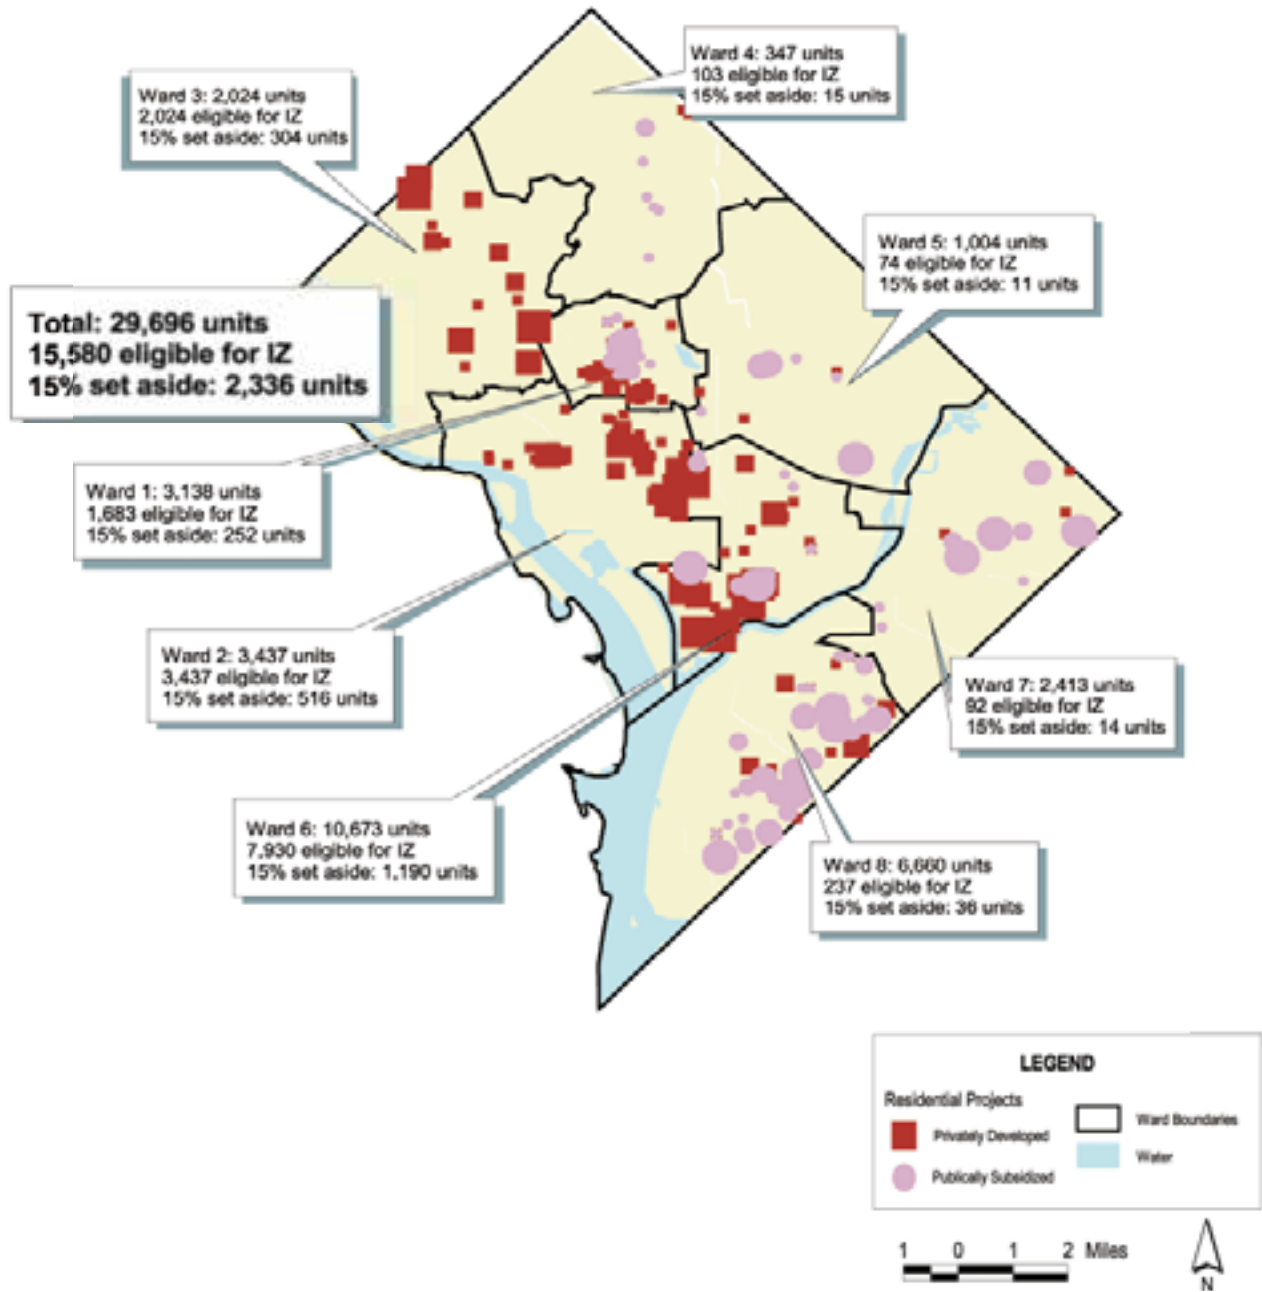 Ward 4: 347 units
103 eligible for IZ
15% set aside: 15 units
Ward 3: 2,024 units
2,024 eligible for IZ
15% set aside: 304 units
Ward 5: 1,004 units
74 eligible for IZ
15% set aside: 11 units
Total: 29,696 units
15,580 eligible for IZ
15% set aside: 2,336 units
Ward 1: 3,138 units
1,683 eligible for IZ
15% set aside: 252 units
Ward 2: 3,437 units
3,437 eligible for IZ
15% set aside: 516 units
Ward 7: 2,413 units
92 eligible for IZ
15% set aside: 14 units
Ward 6: 10,673 units
7,930 eligible for IZ
15% set aside: 1,190 units
Ward 8: 6,660 units
237 eligible for IZ
15% set aside: 36 units
LEGEND
Residential Projects
Privately Developed
Publically Subsidized
Ward Boundaries
Water
1 0 1 2 Miles
N